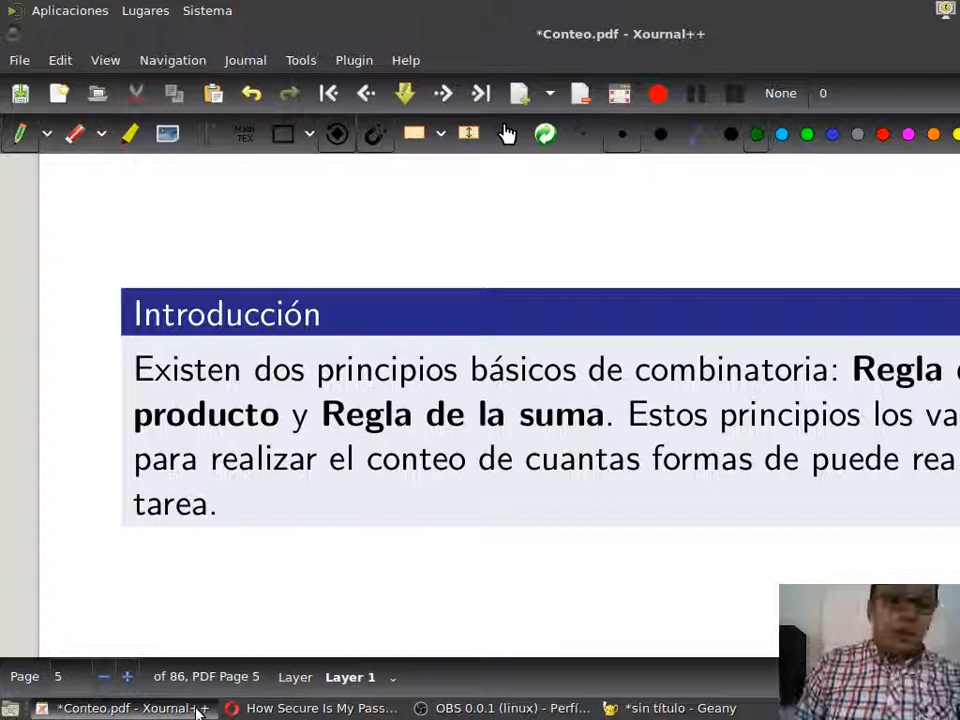 Aplicaciones Lugares Sistema
*Conteo.pdf - Xournal++
File Edit View Navigation Journal Tools Plugin Help
None 0
Introducción
Existen dos principios básicos de combinatoria: Regla
producto y Regla de la suma. Estos principios los va
para realizar el conteo de cuantas formas de puede rea
tarea.
Page 5 of 86, PDF Page 5 Layer Layer 1
*Conteo.pdf - Xournal++ How Secure Is My Pass... OBS 0.0.1 (linux) - Perfí... *sin título - Geany